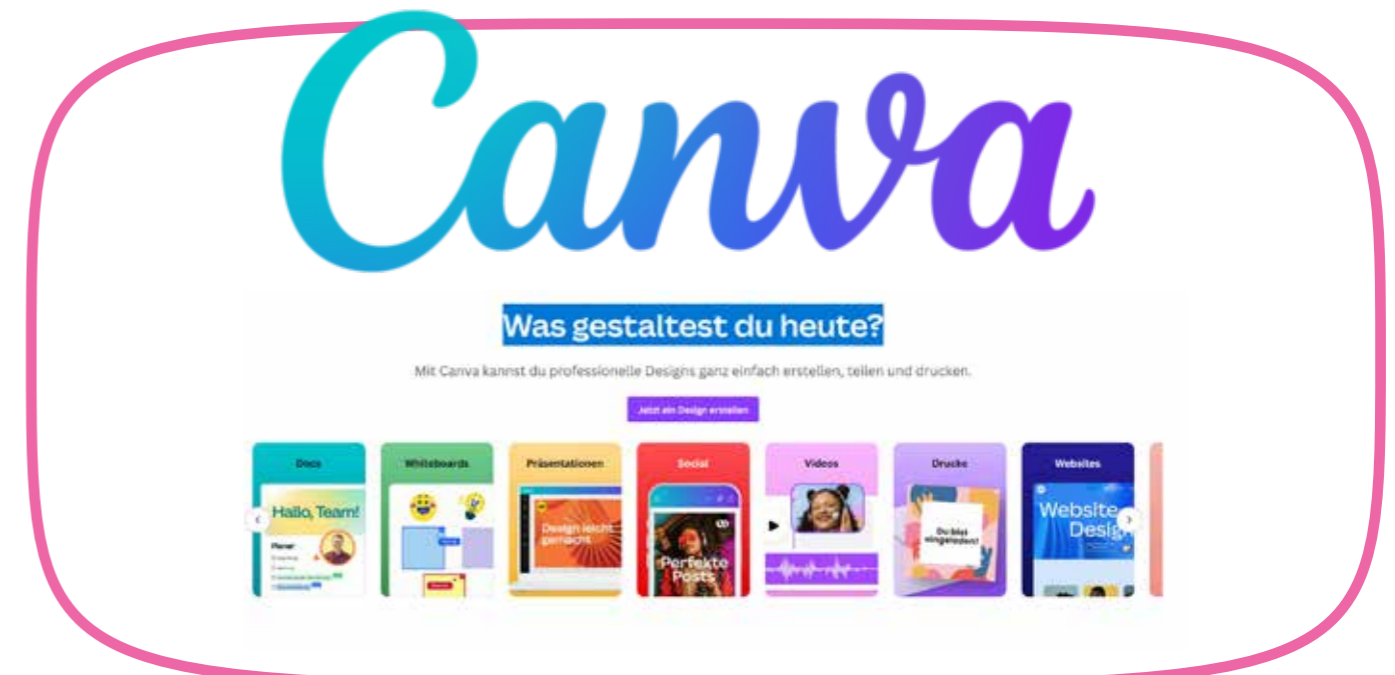 Canva
Was gestaltest du heute?
Mit Canva kannst du professionelle Designs ganz einfach erstellen, teilen und drucken.
Jetzt ein Design erstellen
Docs
Whiteboards
Präsentationen
Social
Videos
Drucke
Websites
Hallo, Team!
Design leicht
gemacht
Perfekte
Posts
Du bist
eingeladen!
Website
Design